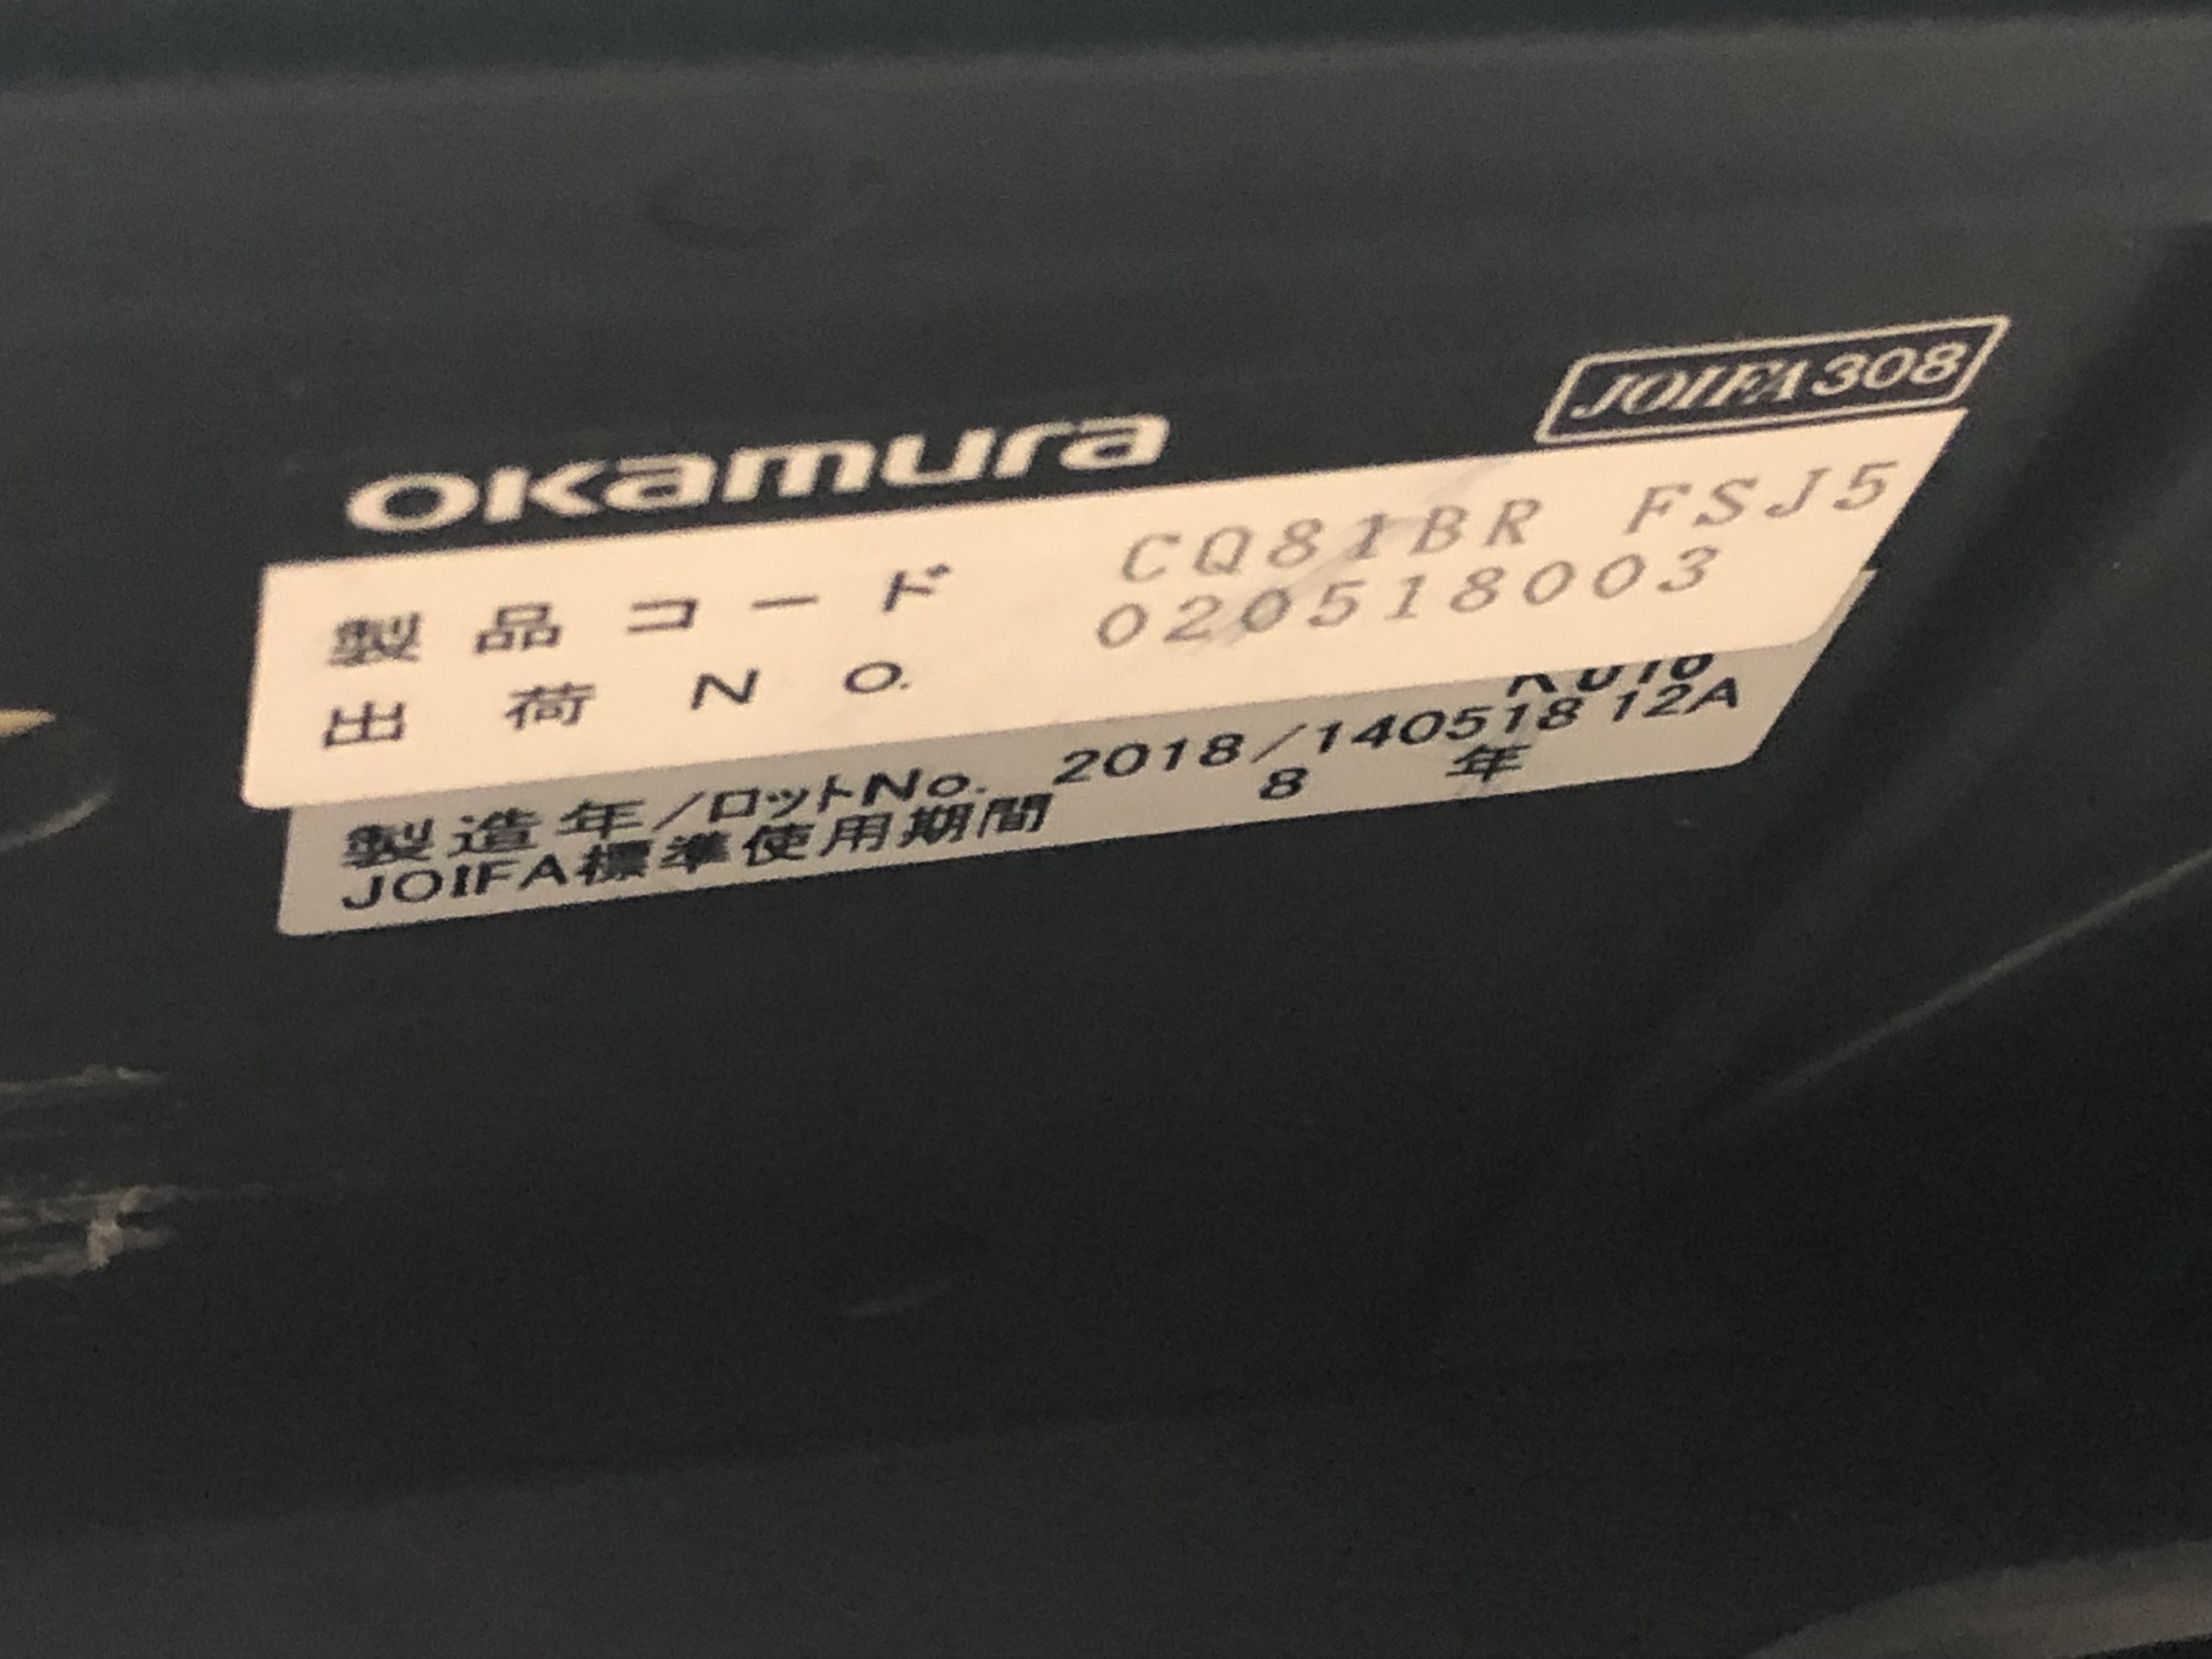 okamura
JOIFA308
製品コード CQ81BR FSJ5
出荷NO. 020518003
製造年/ロットNo. 2018/140518 12A
JOIFA標準使用期間 8 年